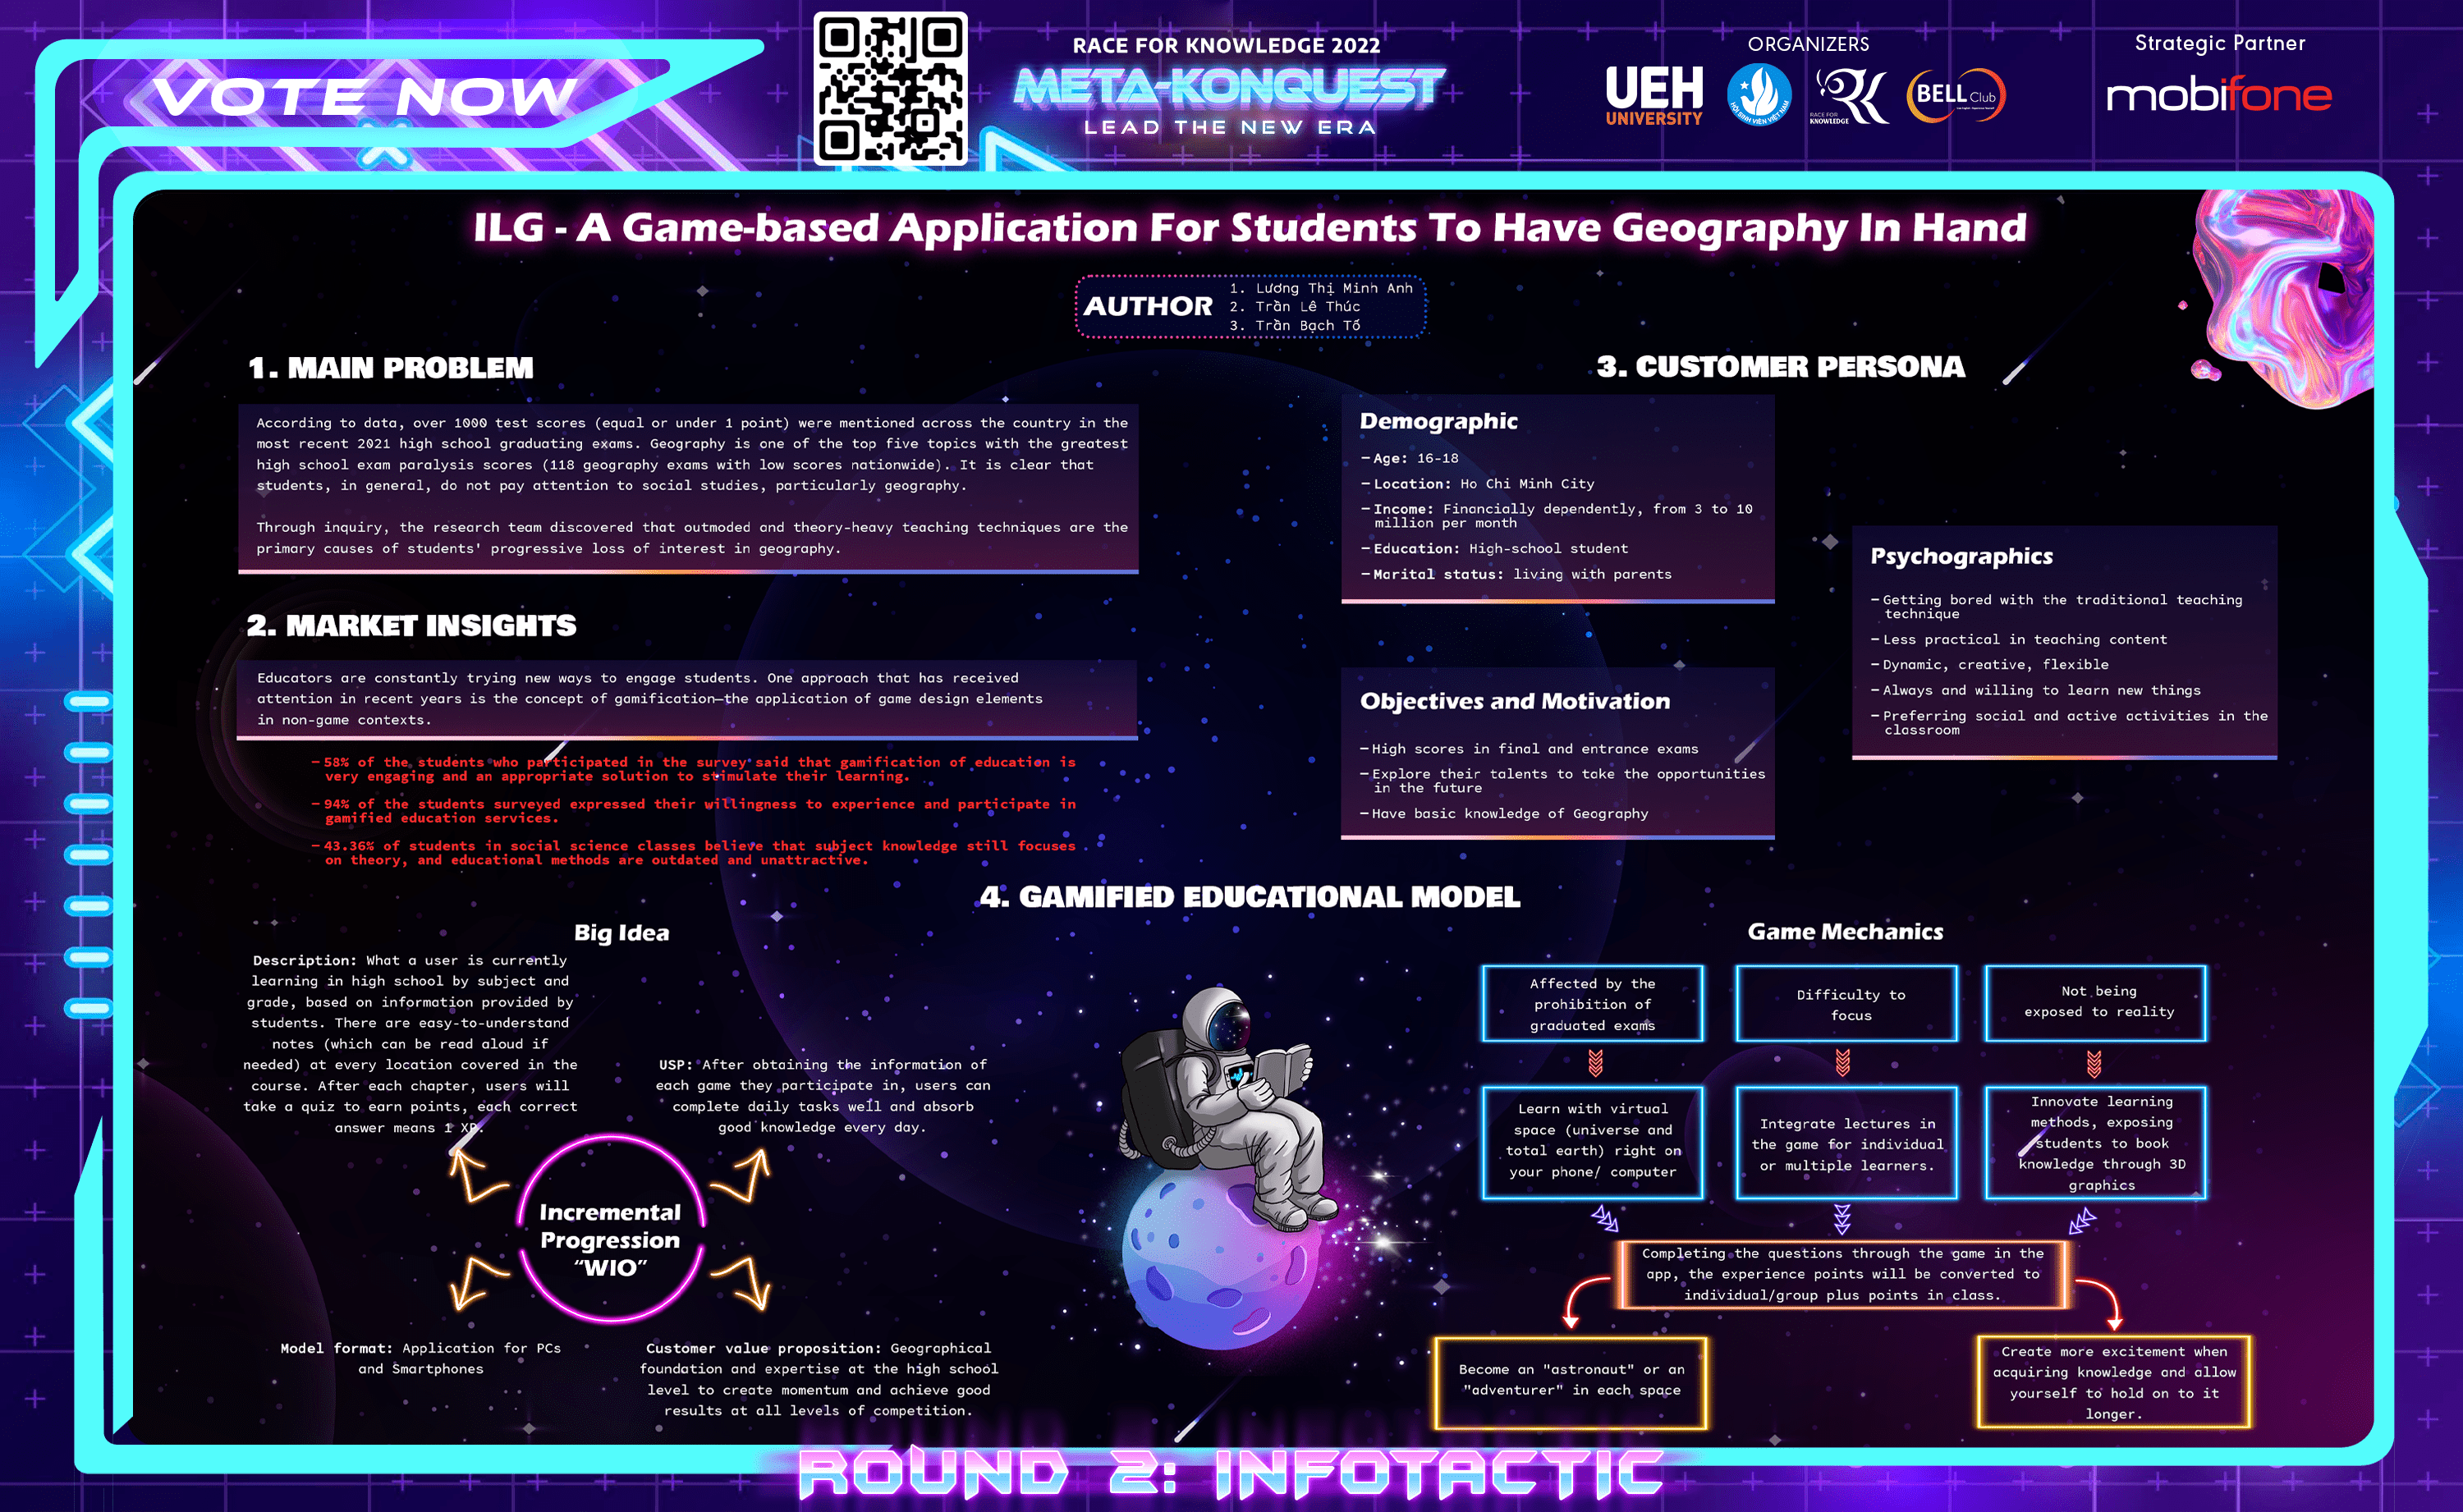 VOTE NOW
RACE FOR KNOWLEDGE 2022
META-KONQUEST
LEAD THE NEW ERA
ORGANIZERS
UEH
UNIVERSITY
HỘI SINH VIÊN VIỆT NAM
RACE FOR
KNOWLEDGE
BELL Club
Strategic Partner
mobifone
ILG - A Game-based Application For Students To Have Geography In Hand
AUTHOR
1. Lương Thị Minh Anh
2. Trần Lê Thúc
3. Trần Bạch Tố
1. MAIN PROBLEM
According to data, over 1000 test scores (equal or under 1 point) were mentioned across the country in the
most recent 2021 high school graduating exams. Geography is one of the top five topics with the greatest
high school exam paralysis scores (118 geography exams with low scores nationwide). It is clear that
students, in general, do not pay attention to social studies, particularly geography.
Through inquiry, the research team discovered that outmoded and theory-heavy teaching techniques are the
primary causes of students' progressive loss of interest in geography.
2. MARKET INSIGHTS
Educators are constantly trying new ways to engage students. One approach that has received
attention in recent years is the concept of gamification—the application of game design elements
in non-game contexts.
– 58% of the students who participated in the survey said that gamification of education is
very engaging and an appropriate solution to stimulate their learning.
– 94% of the students surveyed expressed their willingness to experience and participate in
gamified education services.
– 43.36% of students in social science classes believe that subject knowledge still focuses
on theory, and educational methods are outdated and unattractive.
3. CUSTOMER PERSONA
Demographic
– Age: 16-18
– Location: Ho Chi Minh City
– Income: Financially dependently, from 3 to 10
million per month
– Education: High-school student
– Marital status: living with parents
Objectives and Motivation
– High scores in final and entrance exams
– Explore their talents to take the opportunities
in the future
– Have basic knowledge of Geography
Psychographics
– Getting bored with the traditional teaching
technique
– Less practical in teaching content
– Dynamic, creative, flexible
– Always and willing to learn new things
– Preferring social and active activities in the
classroom
4. GAMIFIED EDUCATIONAL MODEL
Big Idea
Description: What a user is currently
learning in high school by subject and
grade, based on information provided by
students. There are easy-to-understand
notes (which can be read aloud if
needed) at every location covered in the
course. After each chapter, users will
take a quiz to earn points, each correct
answer means 1 XP.
USP: After obtaining the information of
each game they participate in, users can
complete daily tasks well and absorb
good knowledge every day.
Incremental
Progression
“WIO”
Model format: Application for PCs
and Smartphones
Customer value proposition: Geographical
foundation and expertise at the high school
level to create momentum and achieve good
results at all levels of competition.
Game Mechanics
Affected by the
prohibition of
graduated exams
Difficulty to
focus
Not being
exposed to reality
Learn with virtual
space (universe and
total earth) right on
your phone/ computer
Integrate lectures in
the game for individual
or multiple learners.
Innovate learning
methods, exposing
students to book
knowledge through 3D
graphics
Completing the questions through the game in the
app, the experience points will be converted to
individual/group plus points in class.
Become an "astronaut" or an
"adventurer" in each space
Create more excitement when
acquiring knowledge and allow
yourself to hold on to it
longer.
ROUND 2: INFOTACTIC